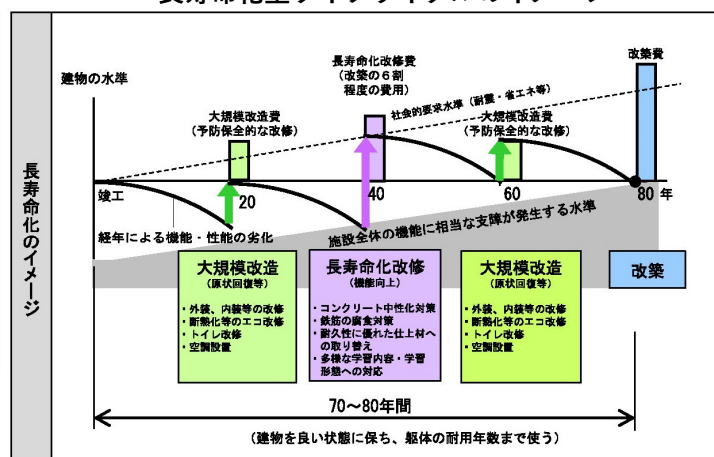 建物の水準
長寿命化改修費
(改築の6割
程度の費用)
改築費
大規模改造費
(予防保全的な改修)
社会的要求水準(耐震・省エネ等)
大規模改造費
(予防保全的な改修)
竣工
20
40
60
80 年
経年による機能・性能の劣化
施設全体の機能に相当な支障が発生する水準
長寿命化のイメージ
大規模改造
(原状回復等)
・外装、内装等の改修
・断熱化等のエコ改修
・トイレ改修
・空調設置
長寿命化改修
(機能向上)
・コンクリート中性化対策
・鉄筋の腐食対策
・耐久性に優れた仕上材へ
の取り替え
・多様な学習内容・学習
形態への対応
大規模改造
(原状回復等)
・外装、内装等の改修
・断熱化等のエコ改修
・トイレ改修
・空調設置
改築
70~80年間
(建物を良い状態に保ち、躯体の耐用年数まで使う)